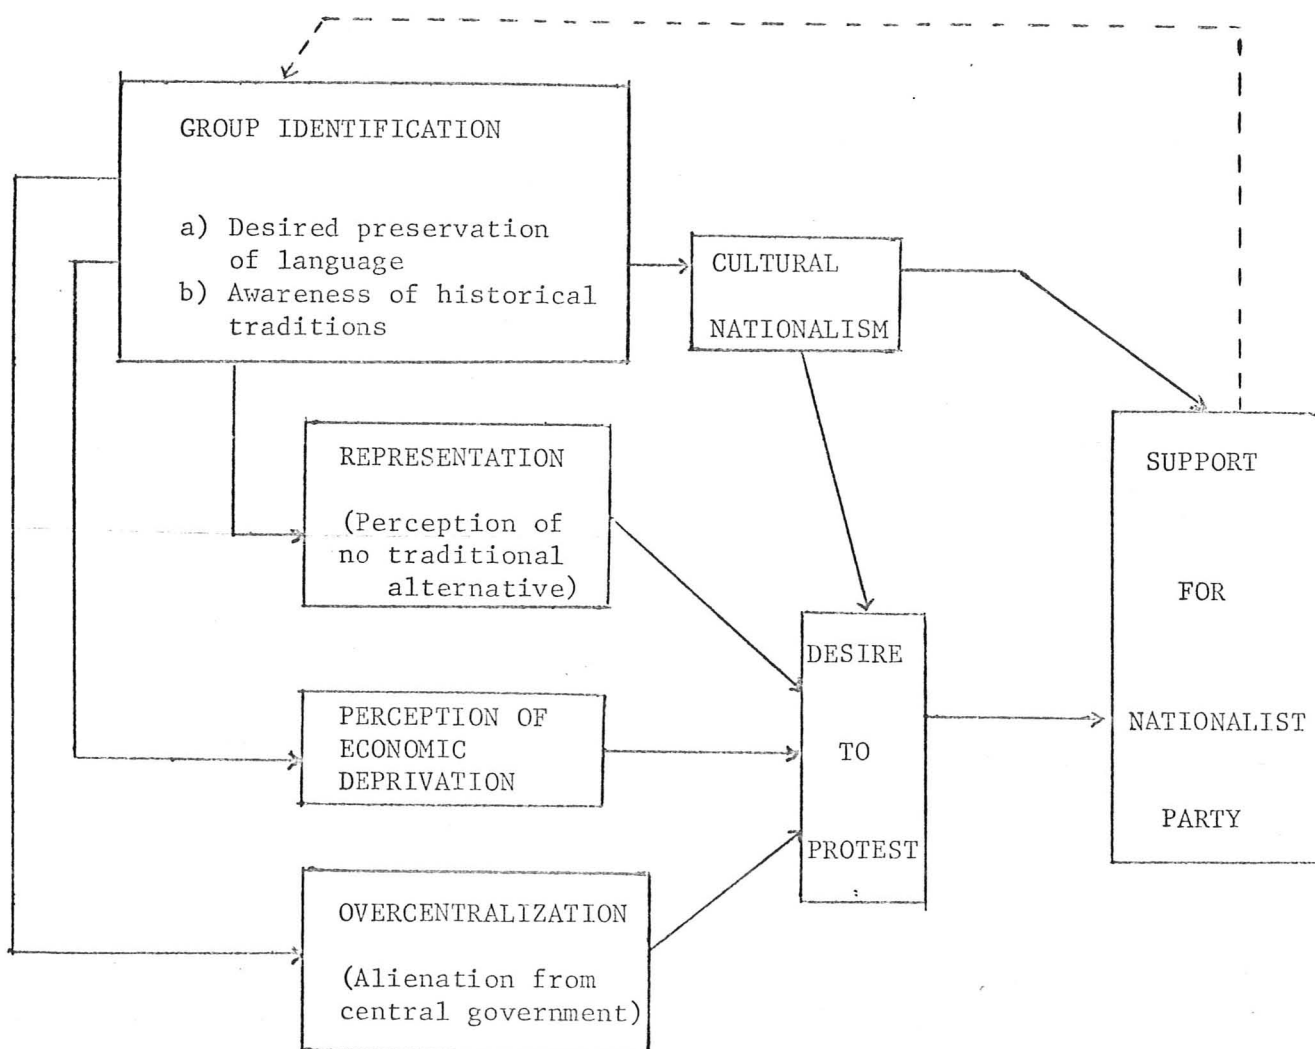 GROUP IDENTIFICATION
a) Desired preservation
of language
b) Awareness of historical
traditions
CULTURAL
NATIONALISM
REPRESENTATION
(Perception of
no traditional
alternative)
PERCEPTION OF
ECONOMIC
DEPRIVATION
OVERCENTRALIZATION
(Alienation from
central government)
DESIRE
TO
PROTEST
SUPPORT
FOR
NATIONALIST
PARTY